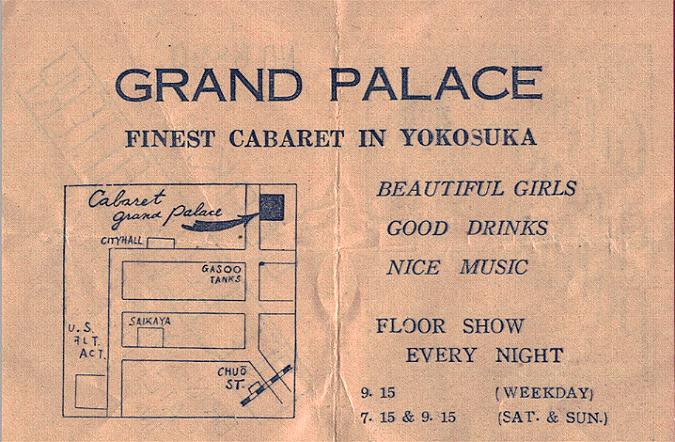 GRAND PALACE
FINEST CABARET IN YOKOSUKA
Cabaret
grand Palace
CITYHALL
GASOO
TANKS
SAIKAYA
U.S.
FLT.
ACT.
CHUŌ
ST.
BEAUTIFUL GIRLS
GOOD DRINKS
NICE MUSIC
FLOOR SHOW
EVERY NIGHT
9. 15 (WEEKDAY)
7. 15 & 9. 15 (SAT. & SUN.)